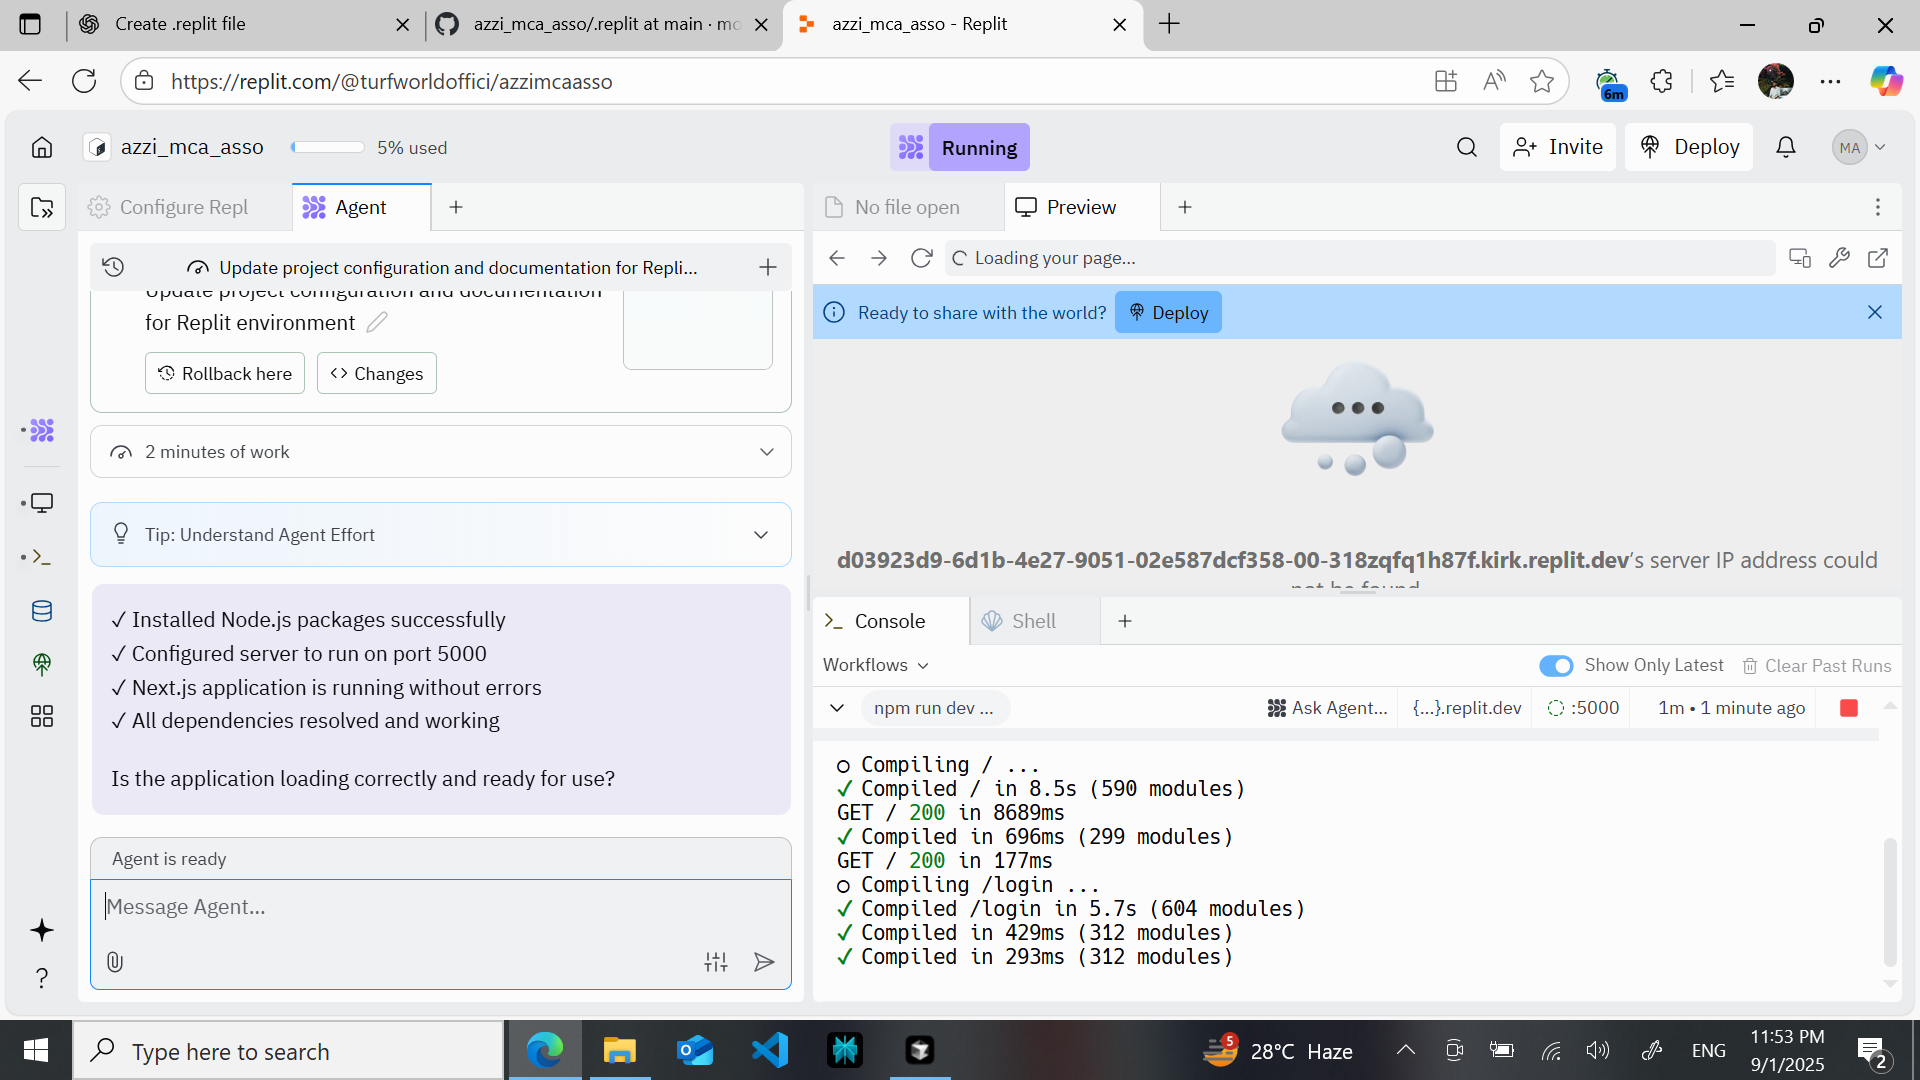 Create .replit file
azzi_mca_asso/.replit at main · mo
azzi_mca_asso - Replit
https://replit.com/@turfworldoffici/azzimcaasso
6m
azzi_mca_asso
5% used
Running
Invite
Deploy
MA
Configure Repl
Agent
No file open
Preview
Update project configuration and documentation for Repli...
Loading your page...
Update project configuration and documentation
for Replit environment
Rollback here
Changes
Ready to share with the world?
Deploy
2 minutes of work
Tip: Understand Agent Effort
d03923d9-6d1b-4e27-9051-02e587dcf358-00-318zqfq1h87f.kirk.replit.dev's server IP address could
not be found
✓ Installed Node.js packages successfully
✓ Configured server to run on port 5000
✓ Next.js application is running without errors
✓ All dependencies resolved and working
Is the application loading correctly and ready for use?
Agent is ready
Message Agent...
Console
Shell
Workflows
Show Only Latest
Clear Past Runs
npm run dev ...
Ask Agent...
{...}.replit.dev
:5000
1m • 1 minute ago
○ Compiling / ...
✓ Compiled / in 8.5s (590 modules)
GET / 200 in 8689ms
✓ Compiled in 696ms (299 modules)
GET / 200 in 177ms
○ Compiling /login ...
✓ Compiled /login in 5.7s (604 modules)
✓ Compiled in 429ms (312 modules)
✓ Compiled in 293ms (312 modules)
Type here to search
5
28°C Haze
ENG
11:53 PM
9/1/2025
2